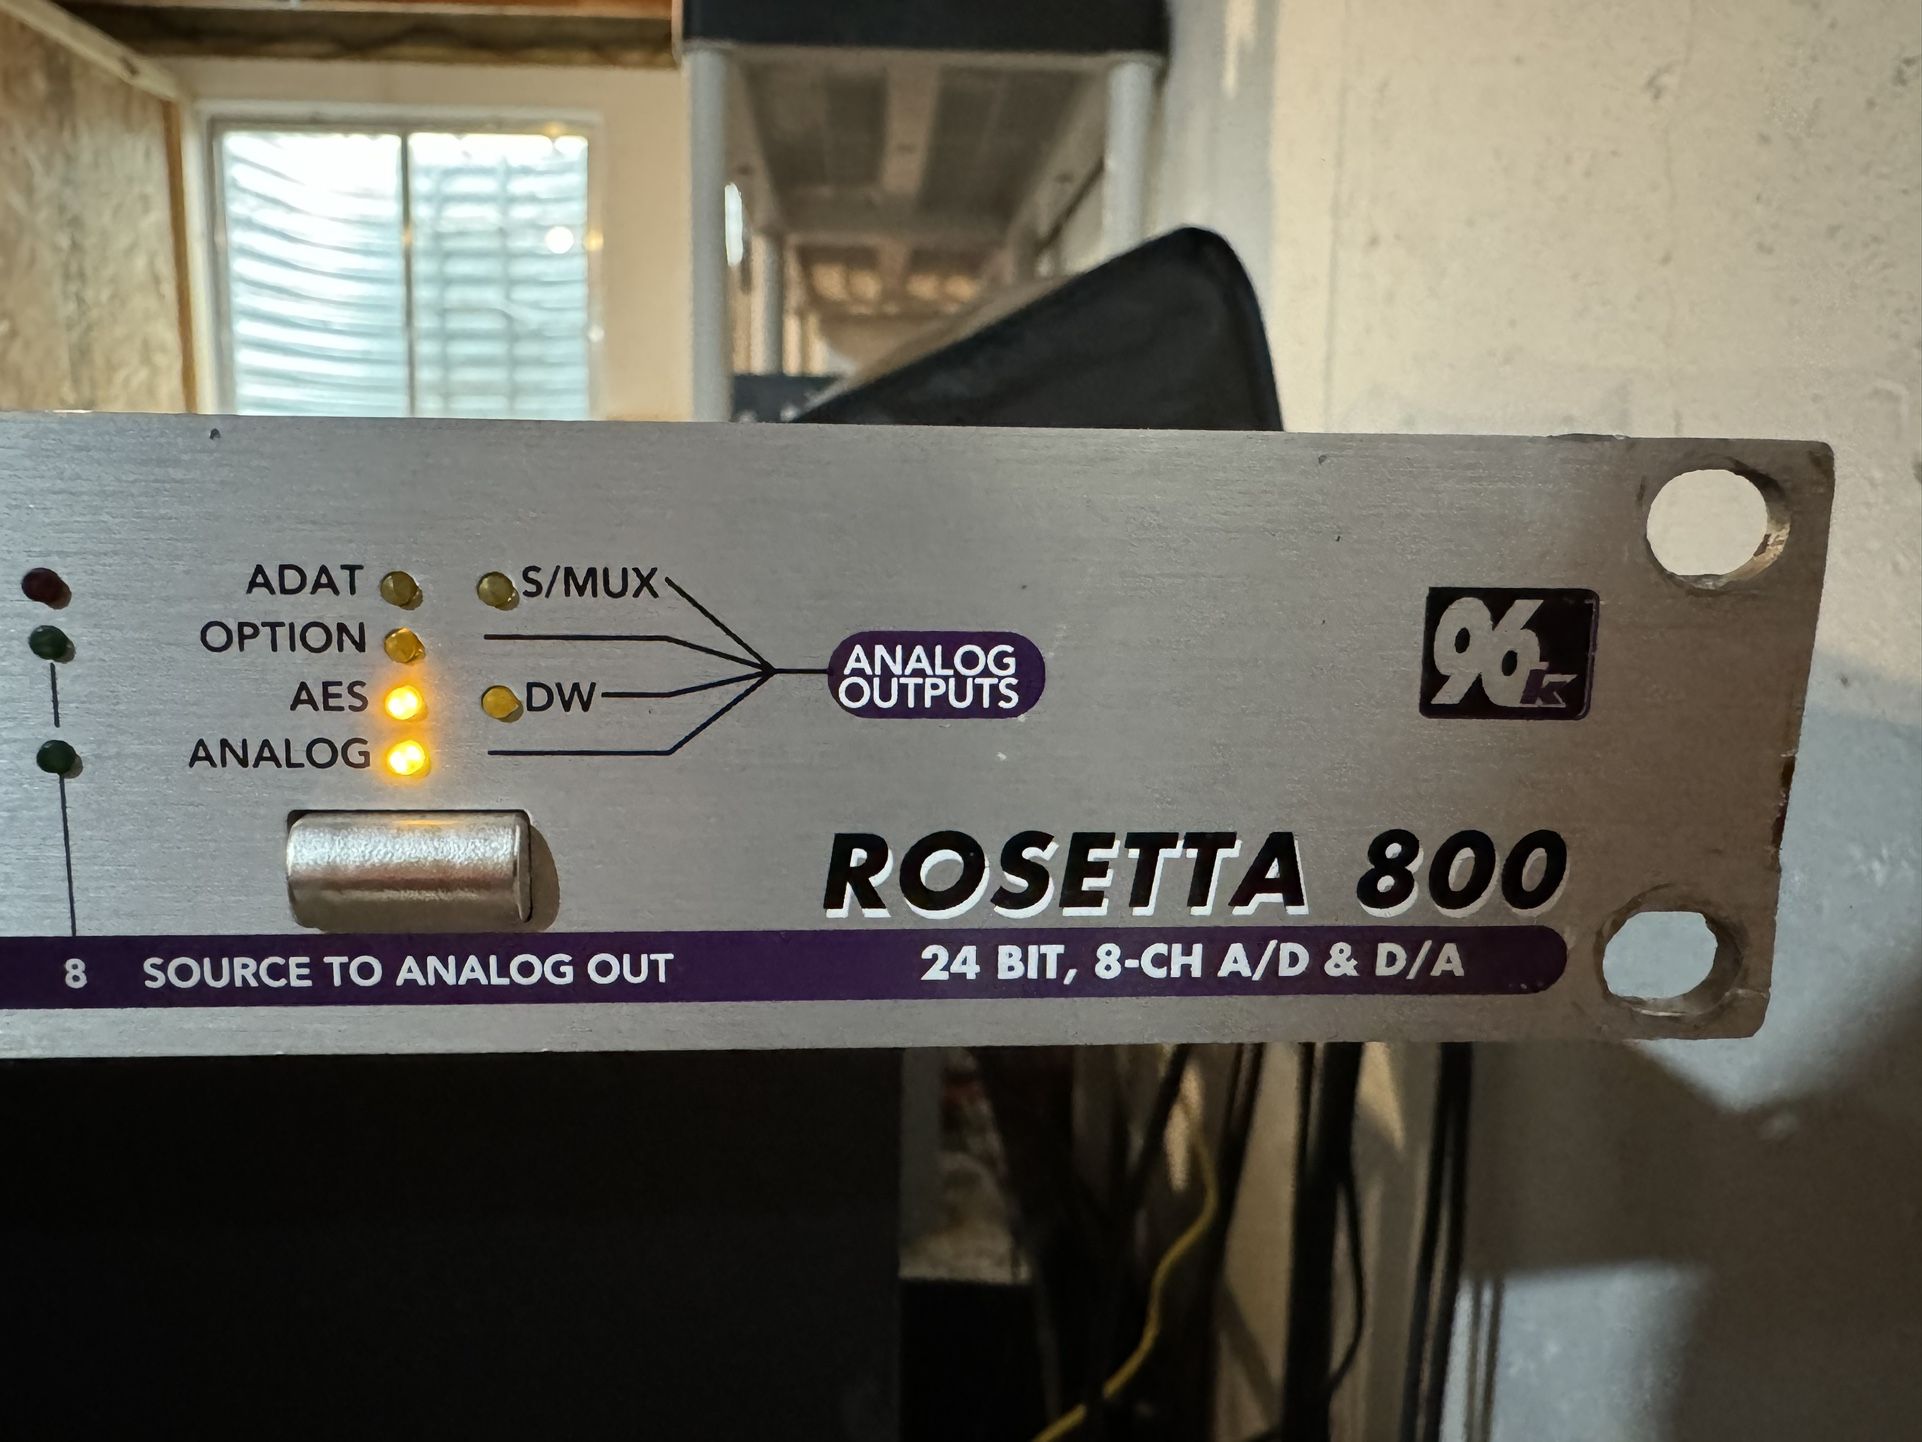 ADAT S/MUX
OPTION
AES DW
ANALOG
ANALOG
OUTPUTS
96k
ROSETTA 800
8 SOURCE TO ANALOG OUT
24 BIT, 8-CH A/D & D/A